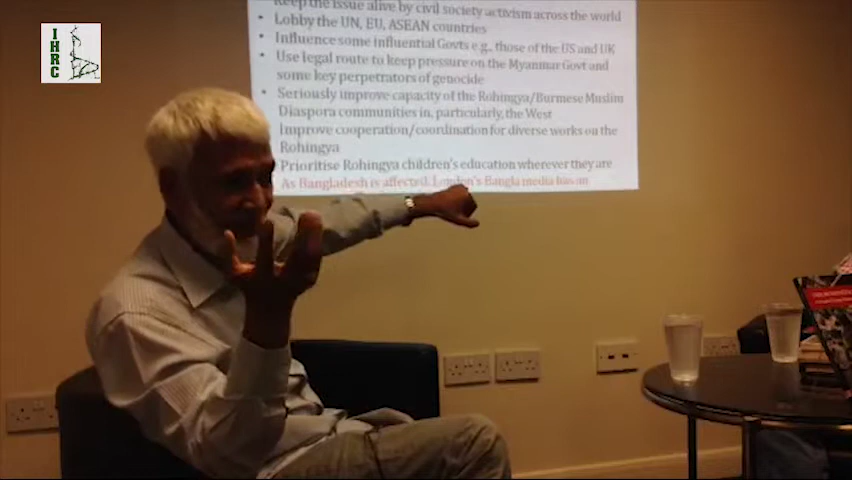 IHRC
Keep the issue alive by civil society activism across the world
• Lobby the UN, EU, ASEAN countries
• Influence some influential Govts e.g., those of the US and UK
• Use legal route to keep pressure on the Myanmar Govt and
some key perpetrators of genocide
• Seriously improve capacity of the Rohingya/Burmese Muslim
Diaspora communities in, particularly, the West
Improve cooperation/coordination for diverse works on the
Rohingya
Prioritise Rohingya children's education wherever they are
As Bangladesh is affected, London's Bangla media has an